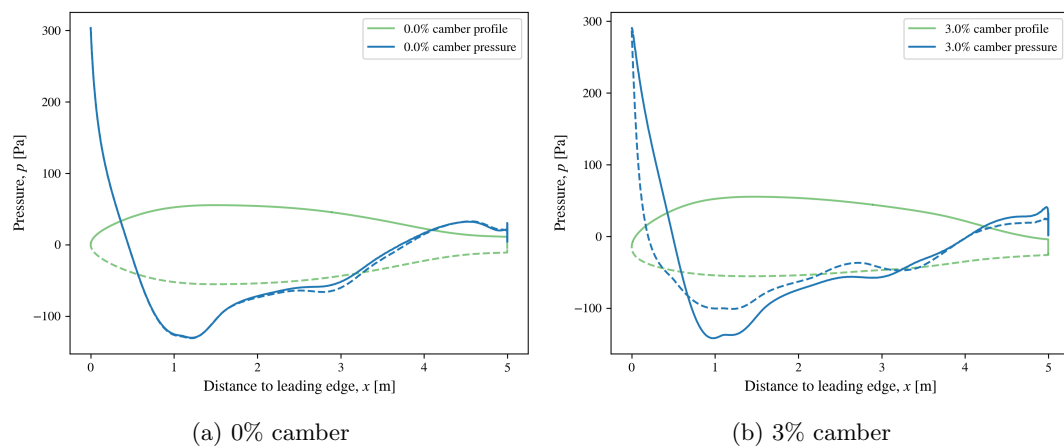 300
200
100
0
−100
Pressure, p [Pa]
0 1 2 3 4 5
Distance to leading edge, x [m]
0.0% camber profile
0.0% camber pressure
(a) 0% camber
300
200
100
0
−100
Pressure, p [Pa]
0 1 2 3 4 5
Distance to leading edge, x [m]
3.0% camber profile
3.0% camber pressure
(b) 3% camber